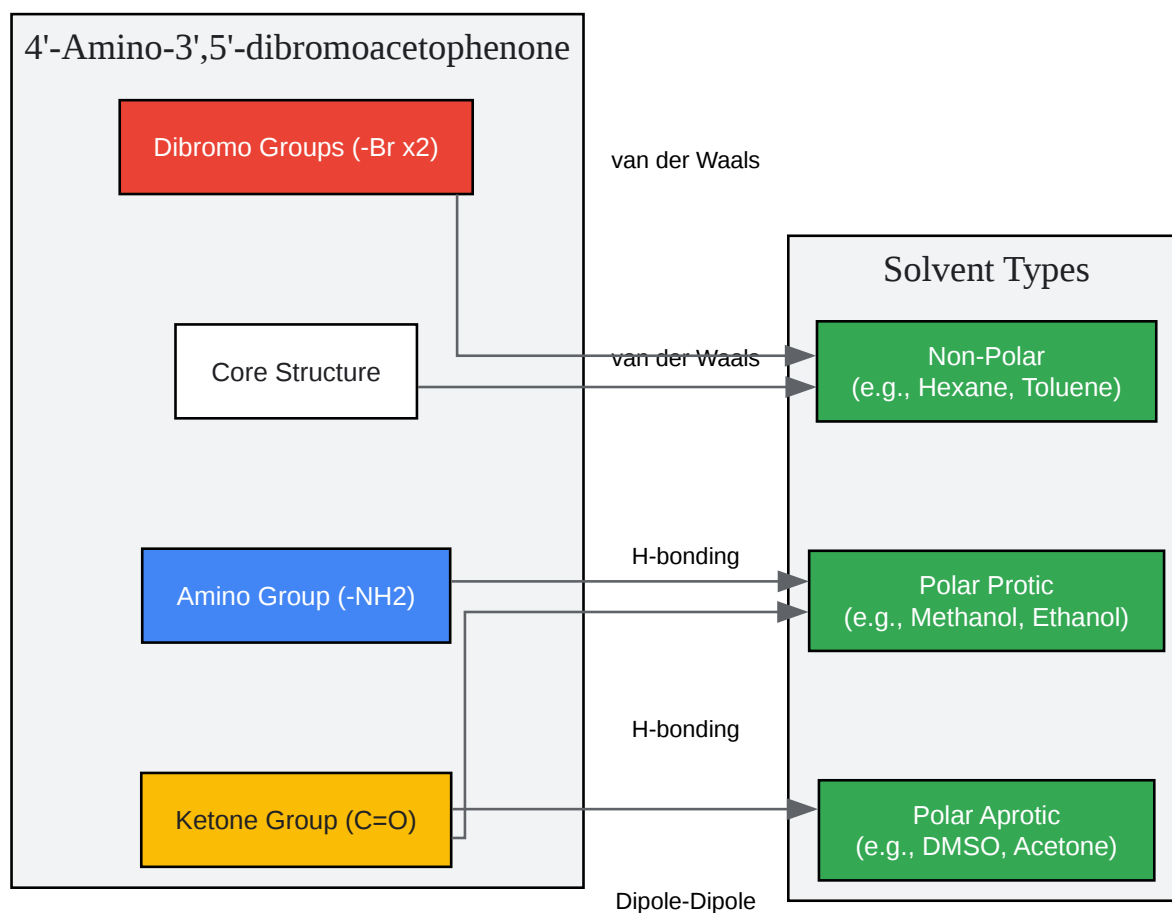 4'-Amino-3',5'-dibromoacetophenone
Dibromo Groups (-Br x2)
van der Waals
Solvent Types
Core Structure
van der Waals
Non-Polar
(e.g., Hexane, Toluene)
Amino Group (-NH2)
H-bonding
Polar Protic
(e.g., Methanol, Ethanol)
H-bonding
Ketone Group (C=O)
Polar Aprotic
(e.g., DMSO, Acetone)
Dipole-Dipole